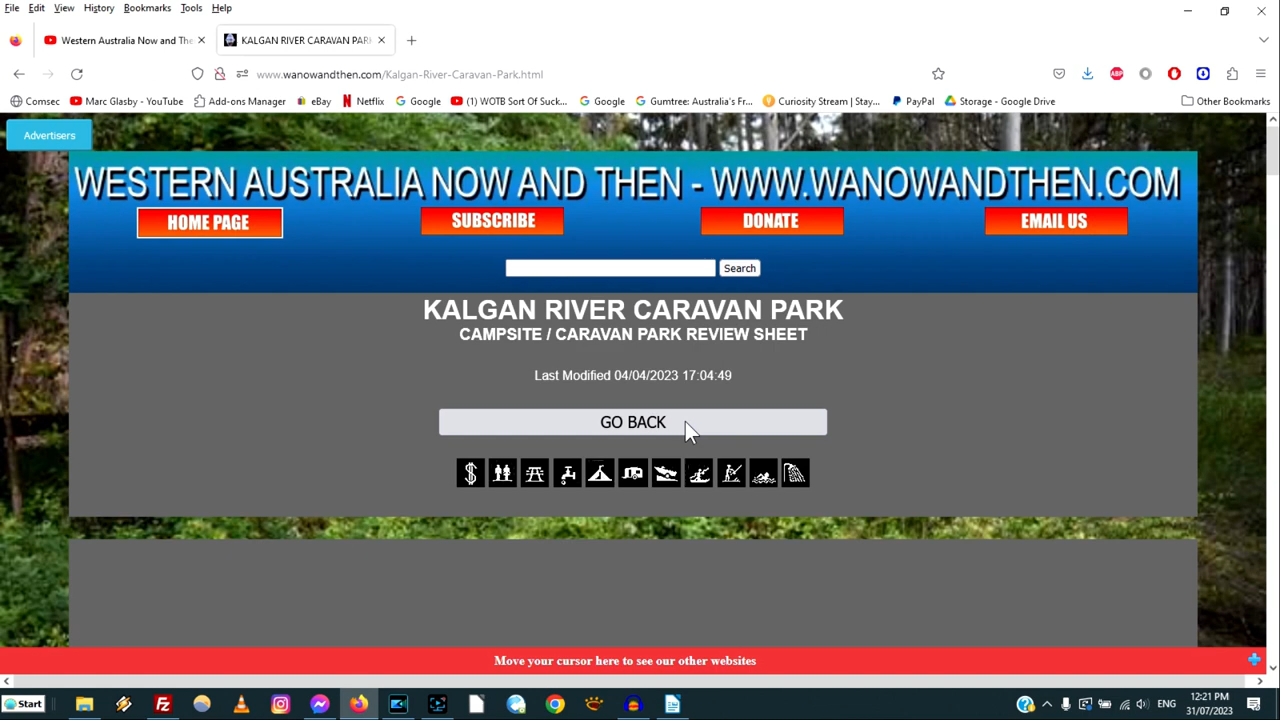 File Edit View History Bookmarks Tools Help
Western Australia Now and The
KALGAN RIVER CARAVAN PAR
www.wanowandthen.com/Kalgan-River-Caravan-Park.html
Comsec Marc Glasby - YouTube Add-ons Manager eBay Netflix Google (1) WOTB Sort Of Suck... Google Gumtree: Australia's Fr... Curiosity Stream | Stay... PayPal Storage - Google Drive Other Bookmarks
Advertisers
WESTERN AUSTRALIA NOW AND THEN - WWW.WANOWANDTHEN.COM
HOME PAGE SUBSCRIBE DONATE EMAIL US
Search
KALGAN RIVER CARAVAN PARK
CAMPSITE / CARAVAN PARK REVIEW SHEET
Last Modified 04/04/2023 17:04:49
GO BACK
Move your cursor here to see our other websites
Start ENG 12:21 PM
31/07/2023